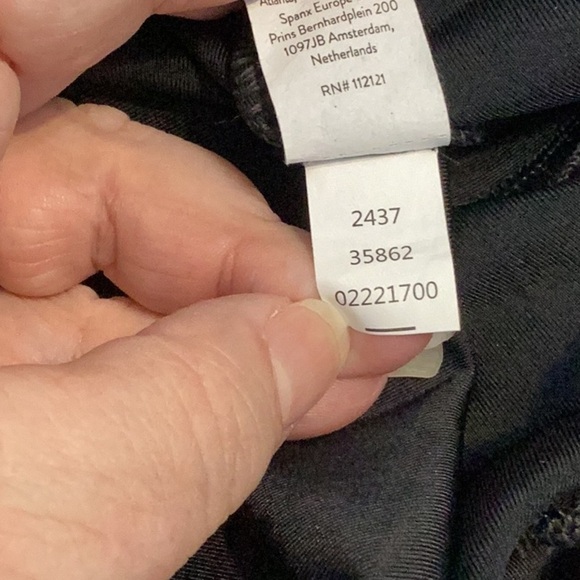 Spanx Europe
Prins Bernhardplein 200
1097JB Amsterdam,
Netherlands
RN# 112121
2437
35862
02221700